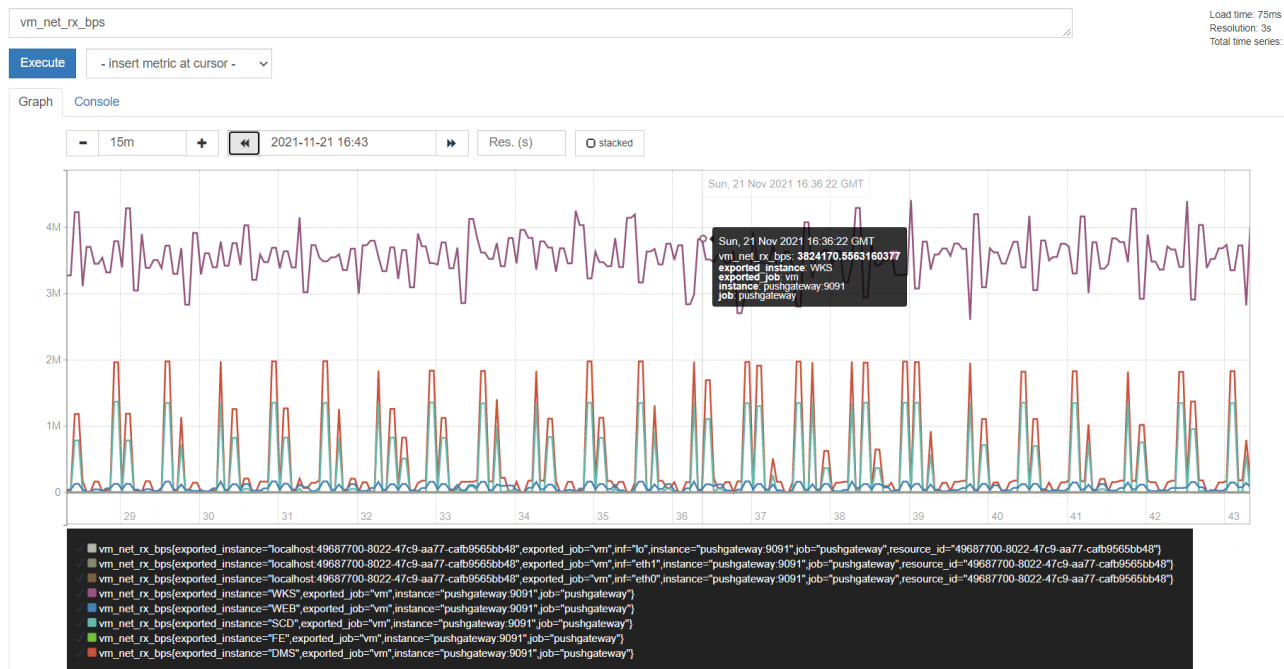 vm_net_rx_bps
Load time: 75ms
Resolution: 3s
Total time series:
Execute
- insert metric at cursor -
Graph
Console
15m
2021-11-21 16:43
Res. (s)
stacked
Sun, 21 Nov 2021 16:36:22 GMT
Sun, 21 Nov 2021 16:36:22 GMT
vm_net_rx_bps: 3824170.5563160377
exported_instance: WKS
exported_job: vm
instance: pushgateway:9091
job: pushgateway
4M
3M
2M
1M
0
29 30 31 32 33 34 35 36 37 38 39 40 41 42 43
vm_net_rx_bps{exported_instance="localhost:49687700-8022-47c9-aa77-cafb9565bb48",exported_job="vm",inf="lo",instance="pushgateway:9091",job="pushgateway",resource_id="49687700-8022-47c9-aa77-cafb9565bb48"}
vm_net_rx_bps{exported_instance="localhost:49687700-8022-47c9-aa77-cafb9565bb48",exported_job="vm",inf="eth1",instance="pushgateway:9091",job="pushgateway",resource_id="49687700-8022-47c9-aa77-cafb9565bb48"}
vm_net_rx_bps{exported_instance="localhost:49687700-8022-47c9-aa77-cafb9565bb48",exported_job="vm",inf="eth0",instance="pushgateway:9091",job="pushgateway",resource_id="49687700-8022-47c9-aa77-cafb9565bb48"}
vm_net_rx_bps{exported_instance="WKS",exported_job="vm",instance="pushgateway:9091",job="pushgateway"}
vm_net_rx_bps{exported_instance="WEB",exported_job="vm",instance="pushgateway:9091",job="pushgateway"}
vm_net_rx_bps{exported_instance="SCD",exported_job="vm",instance="pushgateway:9091",job="pushgateway"}
vm_net_rx_bps{exported_instance="FE",exported_job="vm",instance="pushgateway:9091",job="pushgateway"}
vm_net_rx_bps{exported_instance="DMS",exported_job="vm",instance="pushgateway:9091",job="pushgateway"}